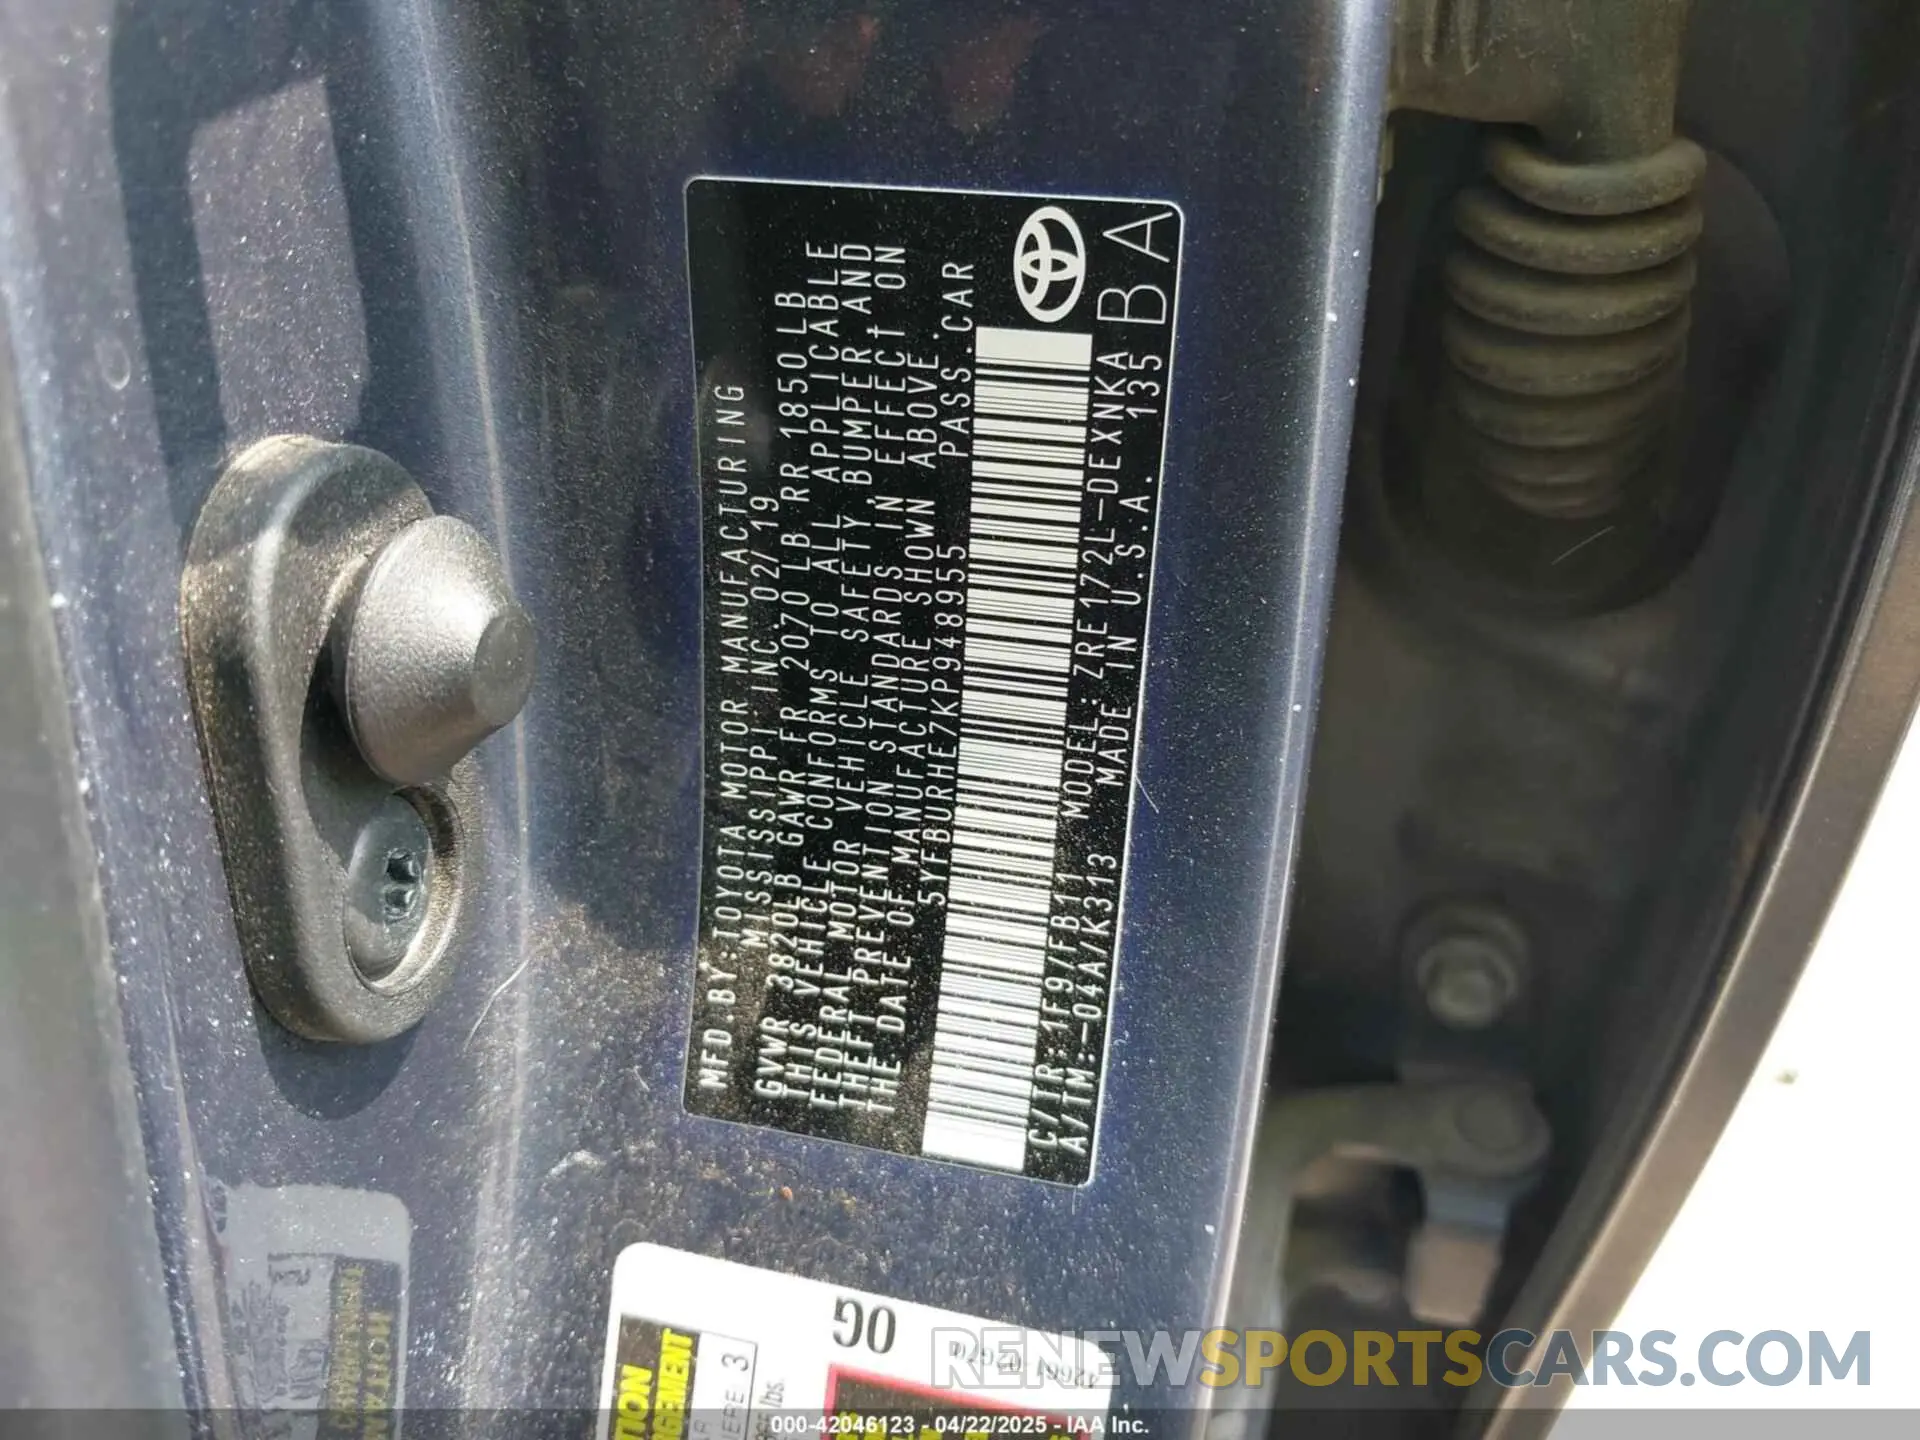 MFD.BY:TOYOTA MOTOR MANUFACTURING
MISSISSIPPI INC. 02/19
GVWR 3820LB GAWR FR 2070LB RR 1850LB
THIS VEHICLE CONFORMS TO ALL APPLICABLE
FEDERAL MOTOR VEHICLE SAFETY, BUMPER AND
THEFT PREVENTION STANDARDS IN EFFECT ON
THE DATE OF MANUFACTURE SHOWN ABOVE.
5YFBURHE7KP948955 PASS.CAR
C/TR:1F9/FB11 MODEL:ZRE172L-DEXNKA
A/TM:-04A/K313 MADE IN U.S.A. 135
BA
OG
RENEWSPORTSCARS.COM
000-42046123 - 04/22/2025 - IAA Inc.